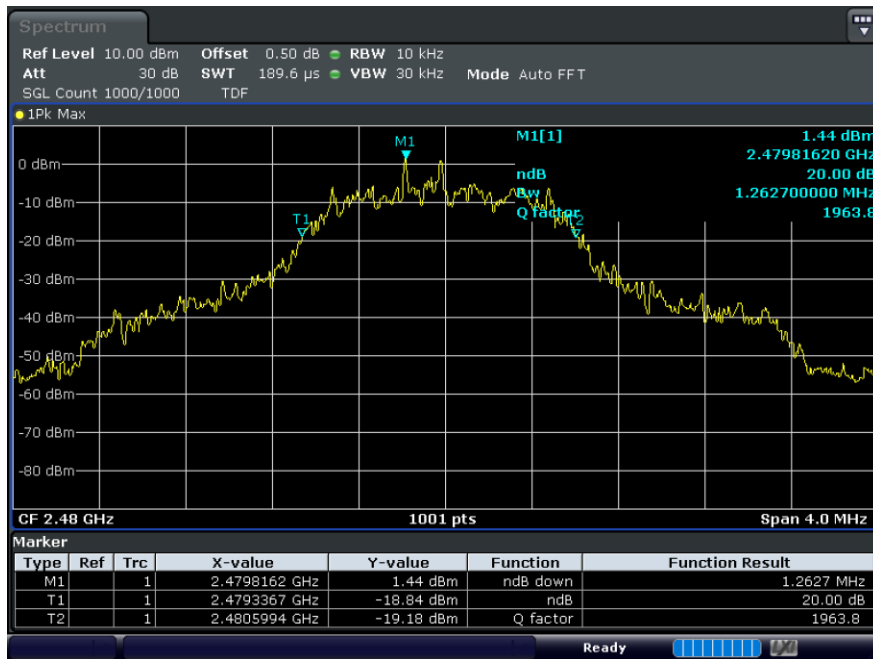 Spectrum
Ref Level 10.00 dBm Offset 0.50 dB RBW 10 kHz
Att 30 dB SWT 189.6 µs VBW 30 kHz Mode Auto FFT
SGL Count 1000/1000 TDF
1Pk Max
M1 M1[1] 1.44 dBm
2.47981620 GHz
0 dBm
ndB 20.00 dB
-10 dBm Bw 1.262700000 MHz
T1 Q factor 1963.8
T2
-20 dBm
-30 dBm
-40 dBm
-50 dBm
-60 dBm
-70 dBm
-80 dBm
CF 2.48 GHz 1001 pts Span 4.0 MHz
Marker
Type Ref Trc X-value Y-value Function Function Result
M1 1 2.4798162 GHz 1.44 dBm ndB down 1.2627 MHz
T1 1 2.4793367 GHz -18.84 dBm ndB 20.00 dB
T2 1 2.4805994 GHz -19.18 dBm Q factor 1963.8
Ready